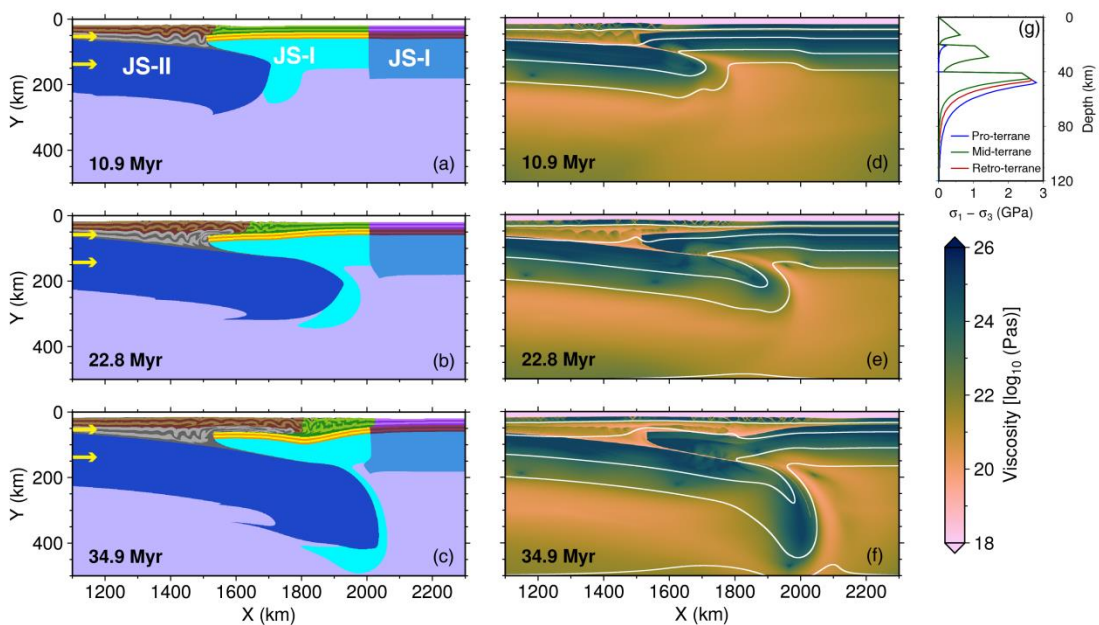 JS-II
JS-I
JS-I
10.9 Myr
(a)
Y (km)
0
200
400
10.9 Myr
(d)
(g)
0
40
80
120
Depth (km)
Pro-terrane
Mid-terrane
Retro-terrane
0 1 2 3
σ1 − σ3 (GPa)
Y (km)
0
200
400
22.8 Myr
(b)
22.8 Myr
(e)
Y (km)
0
200
400
34.9 Myr
(c)
34.9 Myr
(f)
1200 1400 1600 1800 2000 2200
X (km)
1200 1400 1600 1800 2000 2200
X (km)
26
24
22
20
18
Viscosity [log10 (Pas)]